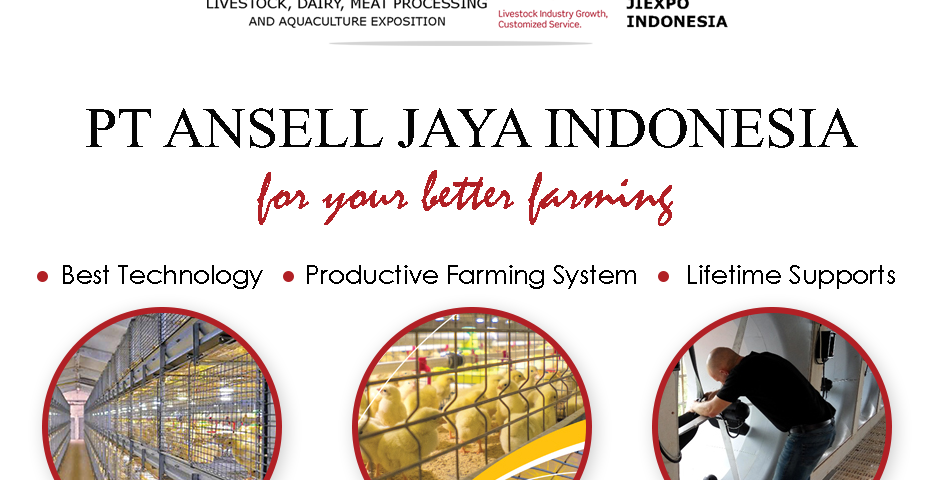 LIVESTOCK, DAIRY, MEAT PROCESSING
AND AQUACULTURE EXPOSITION
Livestock Industry Growth,
Customized Service.
JIEXPO
INDONESIA
PT ANSELL JAYA INDONESIA
for your better farming
• Best Technology • Productive Farming System • Lifetime Supports